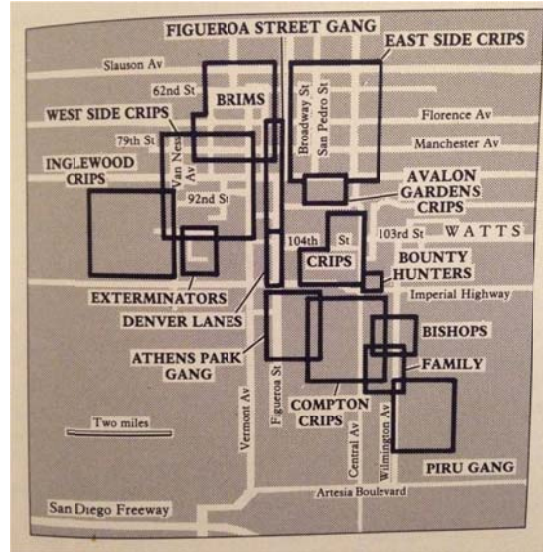 FIGUEROA STREET GANG
EAST SIDE CRIPS
Slauson Av
62nd St
BRIMS
Broadway St
San Pedro St
WEST SIDE CRIPS
Florence Av
79th St
Manchester Av
Van Ness
Av
INGLEWOOD
CRIPS
AVALON
GARDENS
CRIPS
92nd St
104th
St
103rd St
WATTS
CRIPS
BOUNTY
HUNTERS
EXTERMINATORS
Imperial Highway
DENVER LANES
BISHOPS
ATHENS PARK
GANG
FAMILY
Figueroa St
COMPTON
CRIPS
Two miles
Vermont Av
Central Av
Wilmington Av
PIRU GANG
Artesia Boulevard
San Diego Freeway